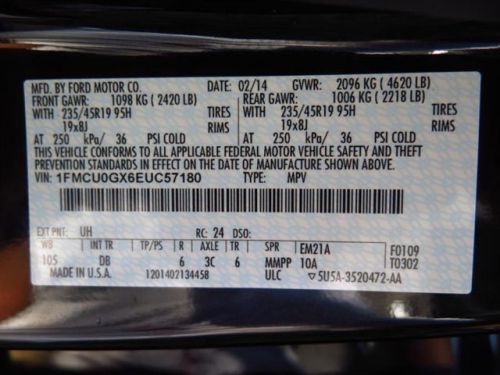 MFD. BY FORD MOTOR CO.
DATE: 02/14 GVWR: 2096 KG (4620 LB)
FRONT GAWR: 1098 KG (2420 LB) REAR GAWR: 1006 KG (2218 LB)
WITH 235/45R19 95H TIRES WITH 235/45R19 95H TIRES
19x8J RIMS 19x8J RIMS
AT 250 kPa/ 36 PSI COLD AT 250 kPa/ 36 PSI COLD
THIS VEHICLE CONFORMS TO ALL APPLICABLE FEDERAL MOTOR VEHICLE SAFETY AND BUMPER AND THEFT PREVENTION STANDARDS IN EFFECT ON THE DATE OF MANUFACTURE SHOWN ABOVE.
VIN: 1FMCU0GX6EUC57180 TYPE: MPV
EXT PNT: UH RC: 24 DSO:
WB INT TR TP/PS R AXLE TR SPR EM21A F0109
105 DB 6 3C 6 MMPP 10A T0302
MADE IN U.S.A. 1201402134458 ULC 5U5A-3520472-AA